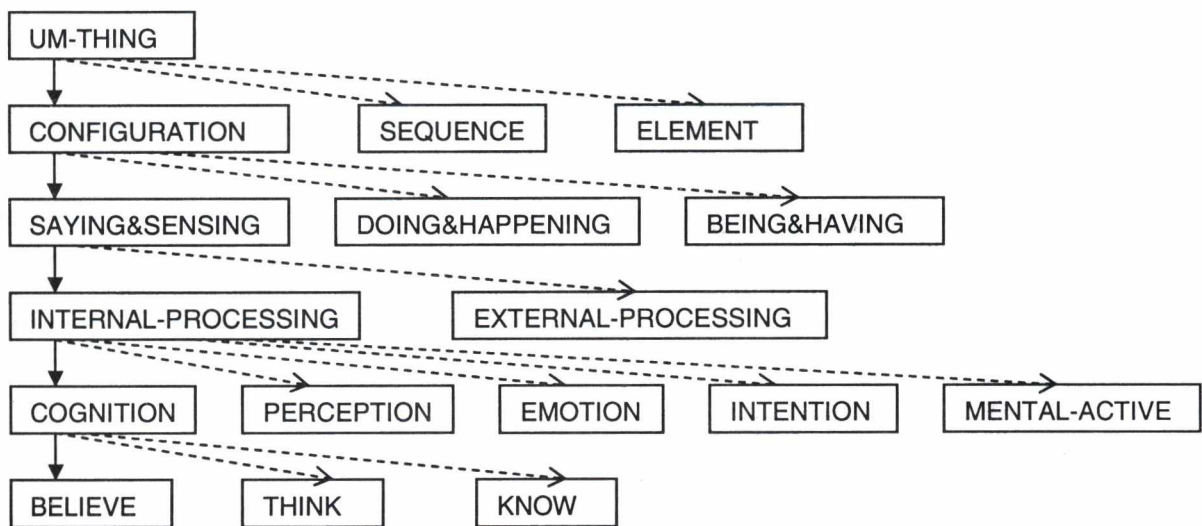 UM-THING
CONFIGURATION SEQUENCE ELEMENT
SAYING&SENSING DOING&HAPPENING BEING&HAVING
INTERNAL-PROCESSING EXTERNAL-PROCESSING
COGNITION PERCEPTION EMOTION INTENTION MENTAL-ACTIVE
BELIEVE THINK KNOW